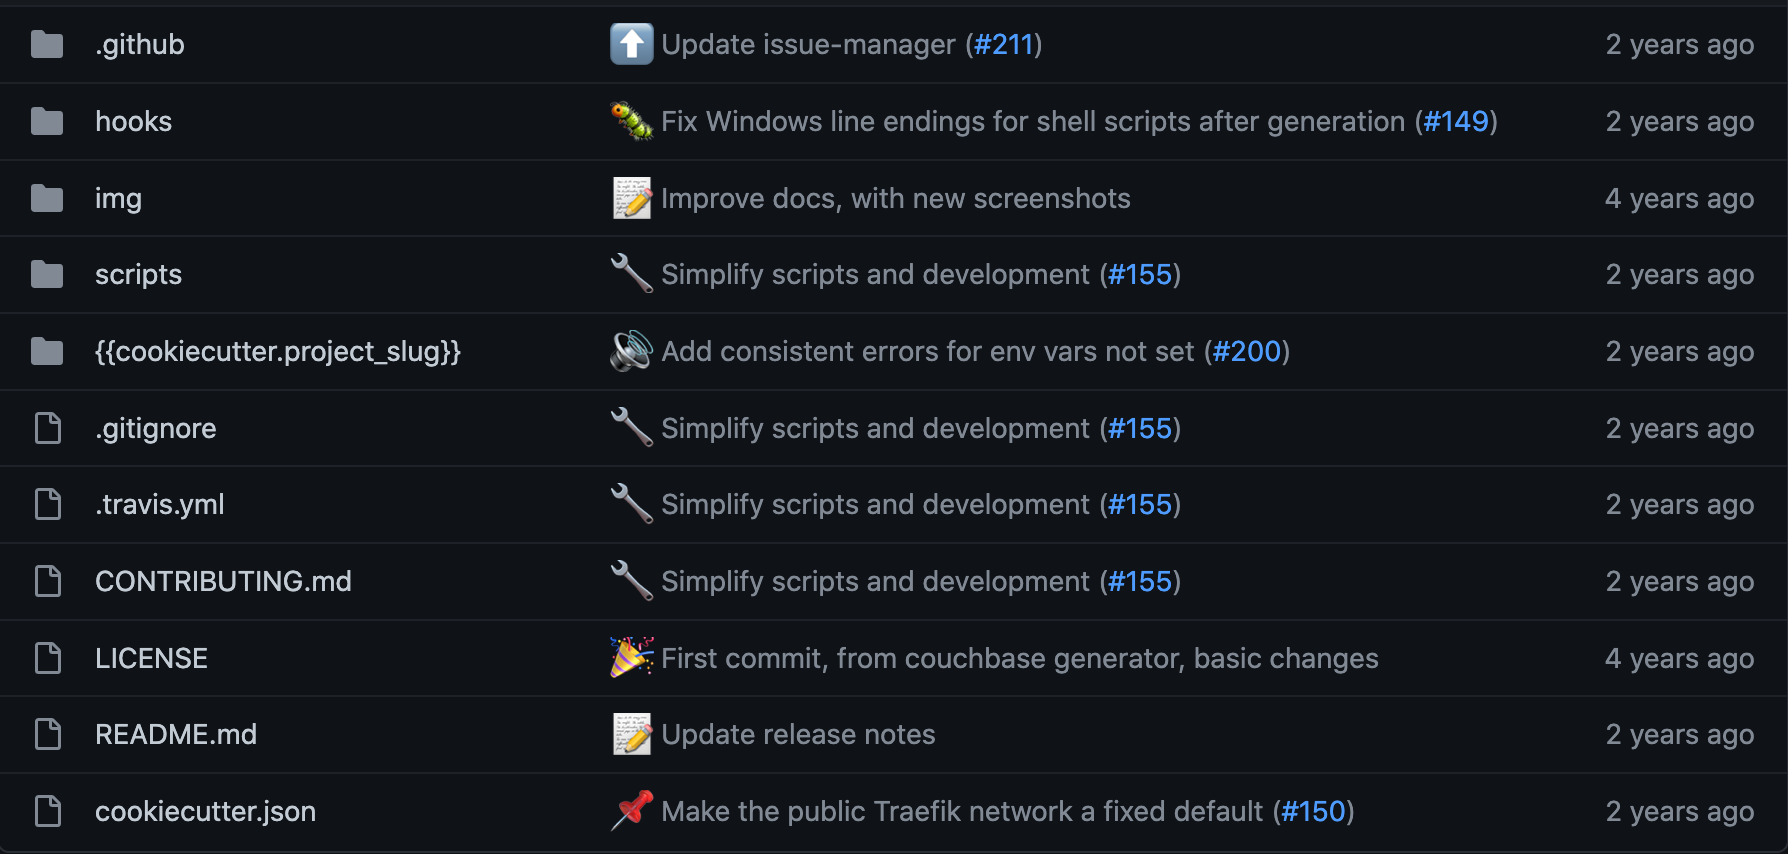 .github ⬆️ Update issue-manager (#211) 2 years ago
hooks 🐛 Fix Windows line endings for shell scripts after generation (#149) 2 years ago
img 📝 Improve docs, with new screenshots 4 years ago
scripts 🔧 Simplify scripts and development (#155) 2 years ago
{{cookiecutter.project_slug}} 🔊 Add consistent errors for env vars not set (#200) 2 years ago
.gitignore 🔧 Simplify scripts and development (#155) 2 years ago
.travis.yml 🔧 Simplify scripts and development (#155) 2 years ago
CONTRIBUTING.md 🔧 Simplify scripts and development (#155) 2 years ago
LICENSE 🎉 First commit, from couchbase generator, basic changes 4 years ago
README.md 📝 Update release notes 2 years ago
cookiecutter.json 📌 Make the public Traefik network a fixed default (#150) 2 years ago